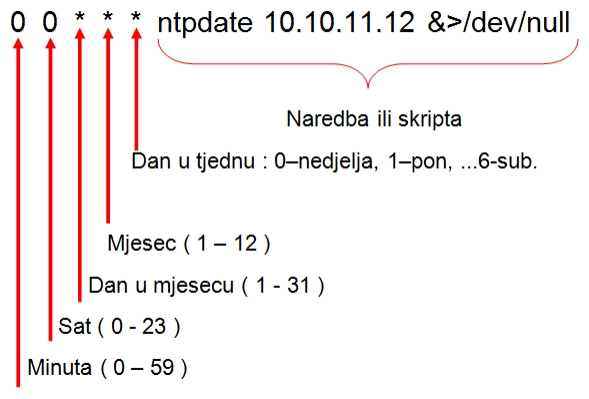 0 0 * * * ntpdate 10.10.11.12 &>/dev/null
Naredba ili skripta
Dan u tjednu : 0–nedjelja, 1–pon, ...6-sub.
Mjesec ( 1 – 12 )
Dan u mjesecu ( 1 - 31 )
Sat ( 0 - 23 )
Minuta ( 0 – 59 )